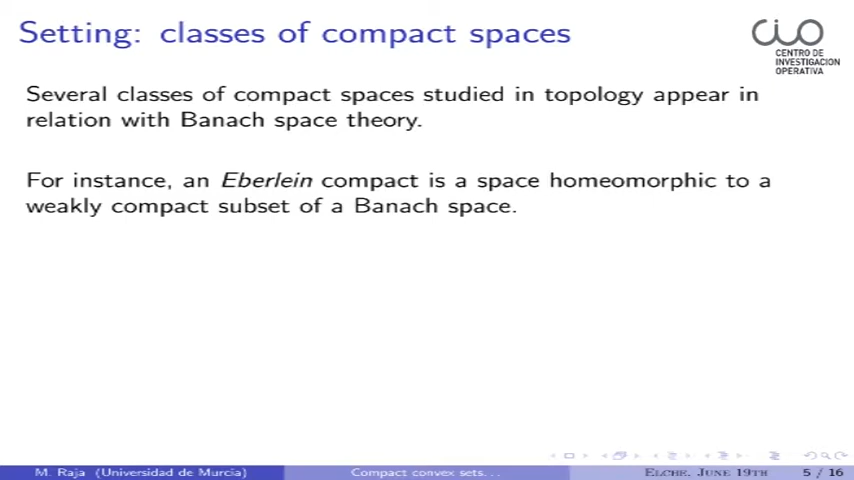 Setting: classes of compact spaces
CIO
CENTRO DE
INVESTIGACION
OPERATIVA
Several classes of compact spaces studied in topology appear in
relation with Banach space theory.
For instance, an Eberlein compact is a space homeomorphic to a
weakly compact subset of a Banach space.
M. Raja (Universidad de Murcia)
Compact convex sets...
Elche, June 19th
5 / 16